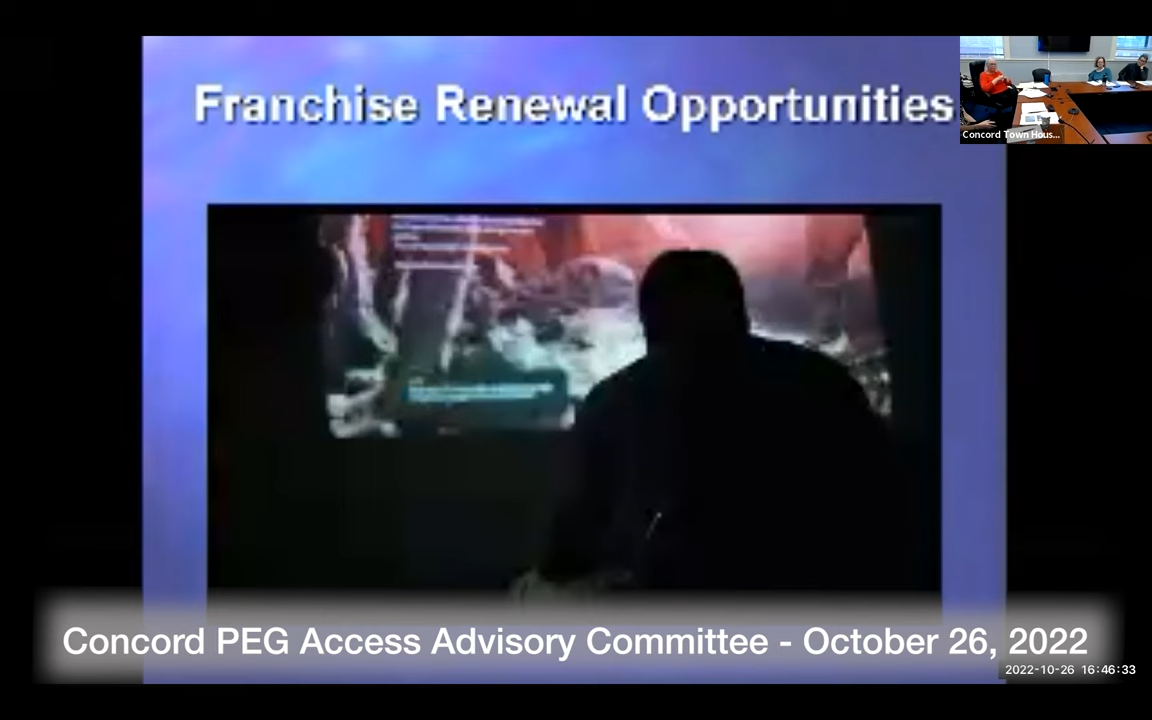 Franchise Renewal Opportunities
Concord Town Hous...
Concord PEG Access Advisory Committee - October 26, 2022
2022-10-26 16:46:33